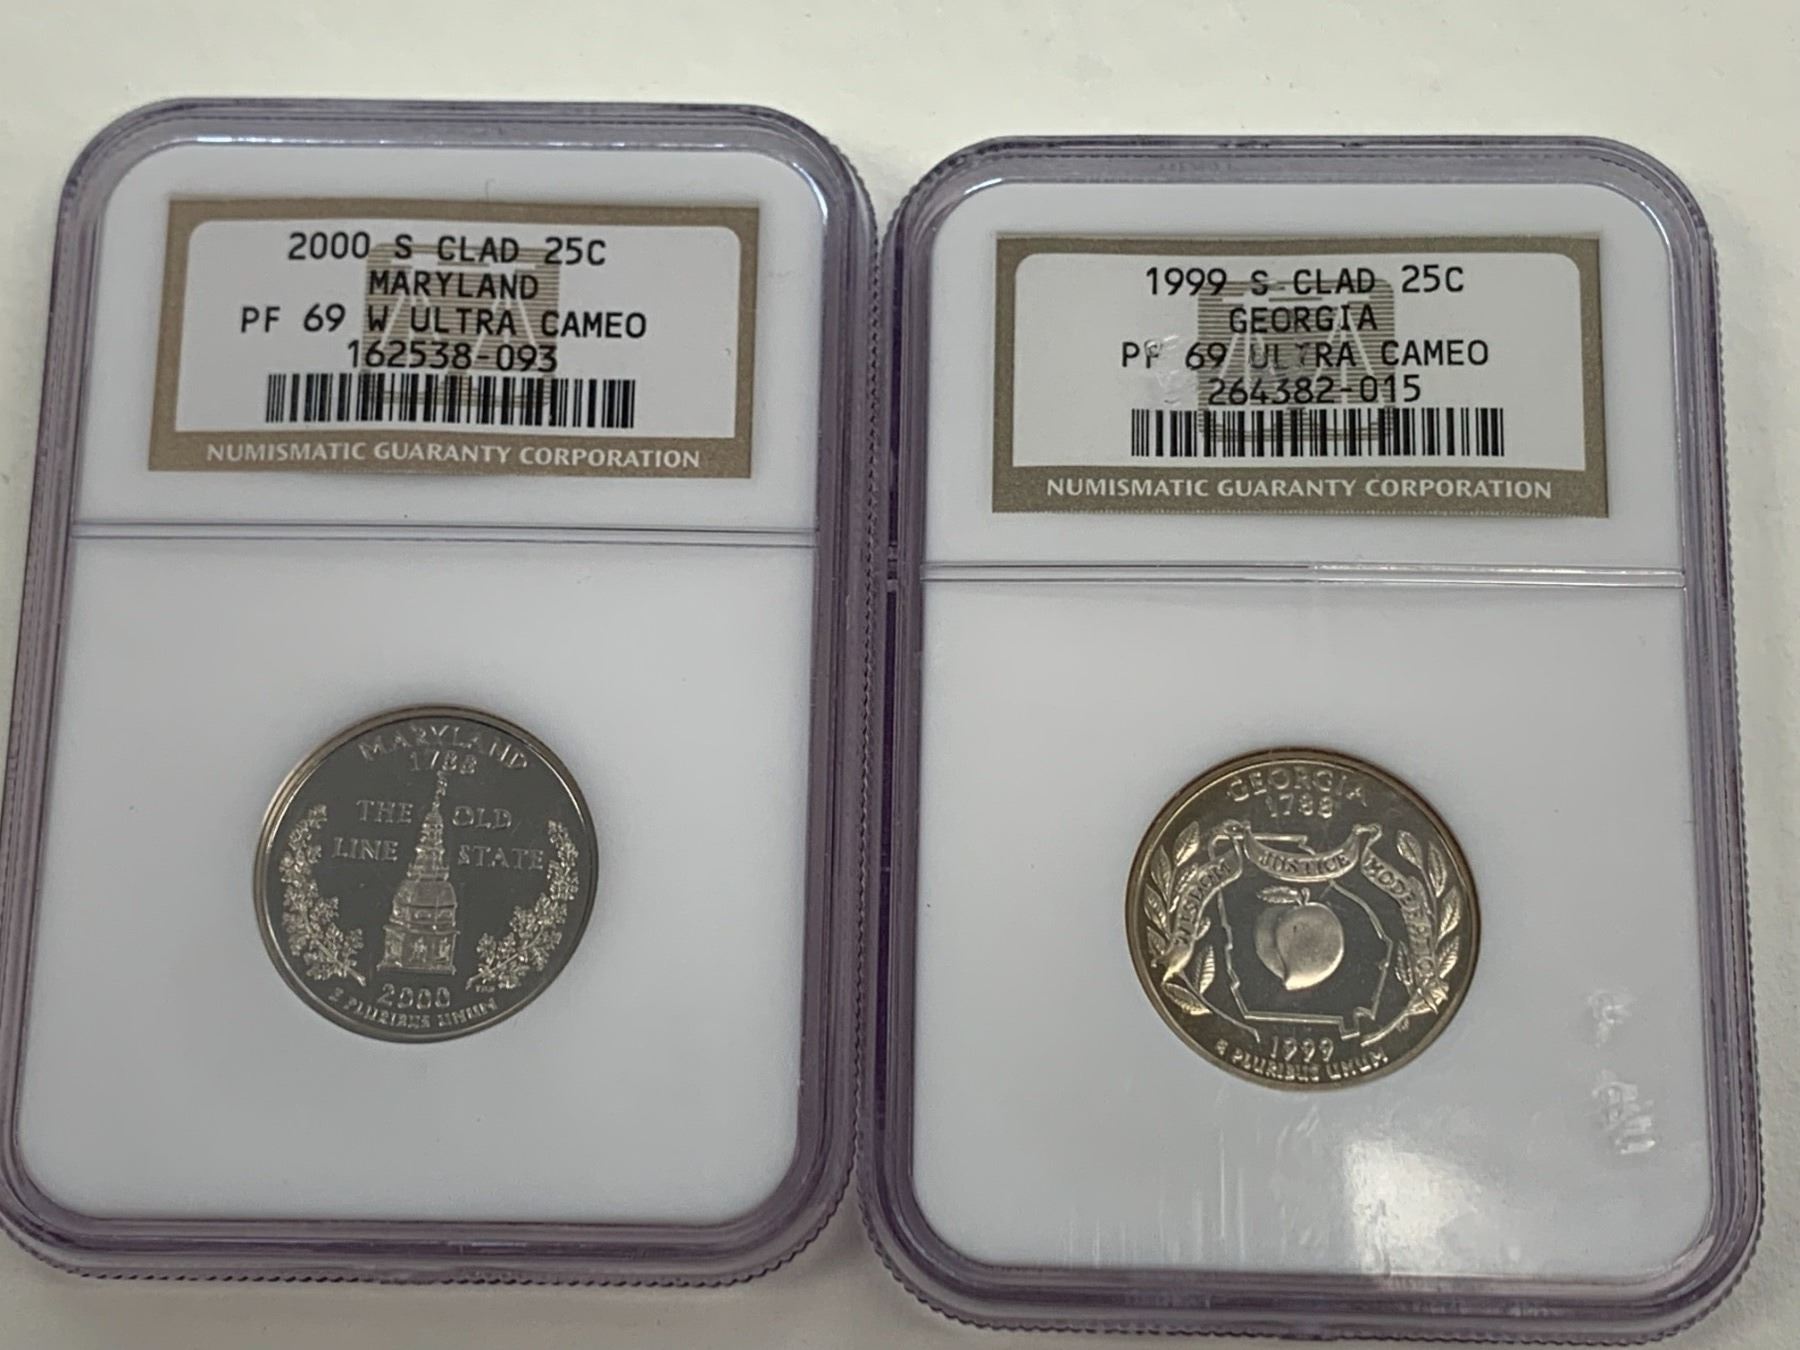 2000 S CLAD 25C
MARYLAND
PF 69 W ULTRA CAMEO
162538-093
NUMISMATIC GUARANTY CORPORATION
MARYLAND
1788
THE OLD
LINE STATE
2000
E PLURIBUS UNUM
1999 S CLAD 25C
GEORGIA
PF 69 ULTRA CAMEO
264382-015
NUMISMATIC GUARANTY CORPORATION
GEORGIA
1788
WISDOM JUSTICE MODERATION
1999
E PLURIBUS UNUM